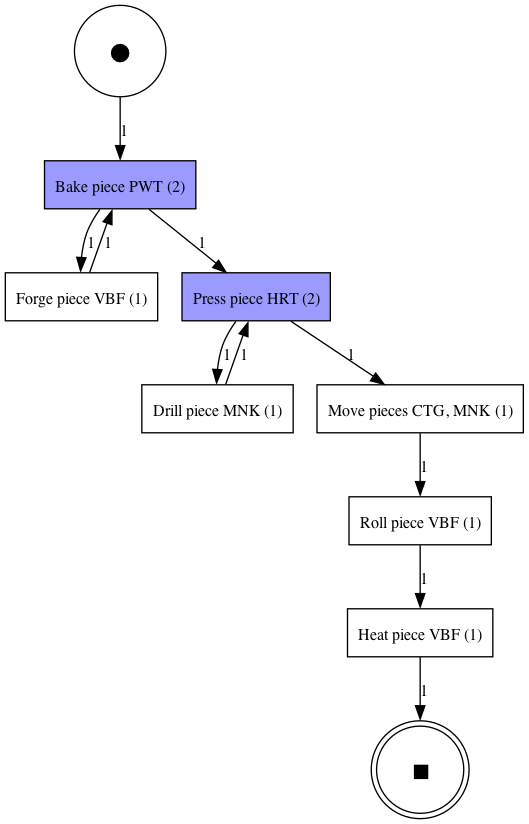 1
Bake piece PWT (2)
1 1 1
Forge piece VBF (1)
Press piece HRT (2)
1 1 1
Drill piece MNK (1)
Move pieces CTG, MNK (1)
1
Roll piece VBF (1)
1
Heat piece VBF (1)
1